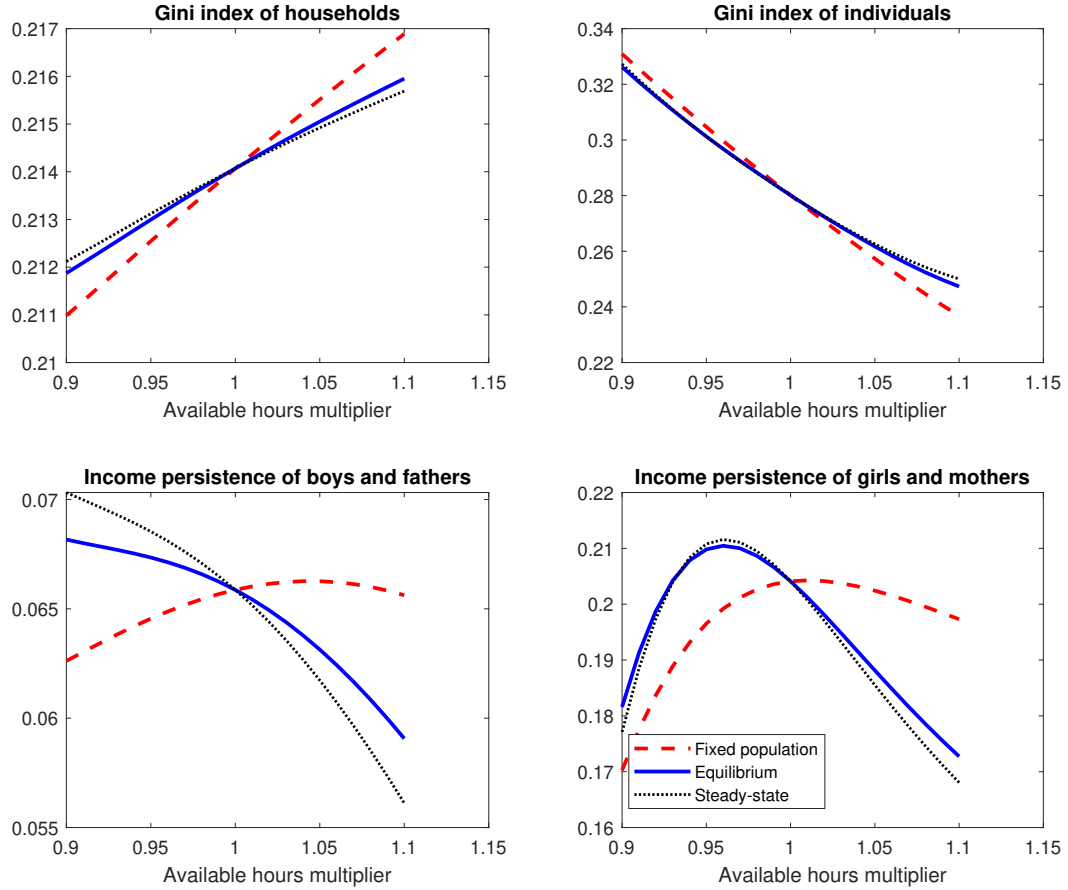 Gini index of households
0.217
0.216
0.215
0.214
0.213
0.212
0.211
0.21
0.9 0.95 1 1.05 1.1 1.15
Available hours multiplier
Gini index of individuals
0.34
0.32
0.3
0.28
0.26
0.24
0.22
0.9 0.95 1 1.05 1.1 1.15
Available hours multiplier
Income persistence of boys and fathers
0.07
0.065
0.06
0.055
0.9 0.95 1 1.05 1.1 1.15
Available hours multiplier
Income persistence of girls and mothers
0.22
0.21
0.2
0.19
0.18
0.17
0.16
Fixed population
Equilibrium
Steady-state
0.9 0.95 1 1.05 1.1 1.15
Available hours multiplier